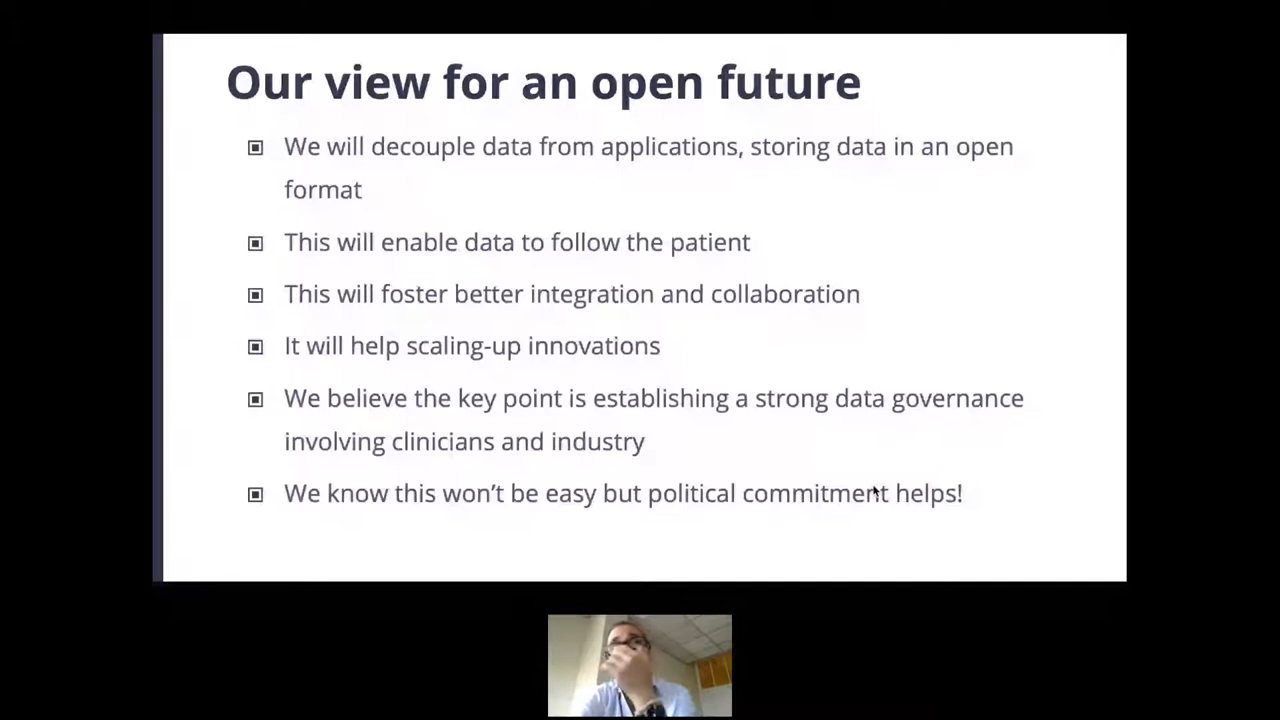 Our view for an open future
We will decouple data from applications, storing data in an open
format
This will enable data to follow the patient
This will foster better integration and collaboration
It will help scaling-up innovations
We believe the key point is establishing a strong data governance
involving clinicians and industry
We know this won’t be easy but political commitment helps!